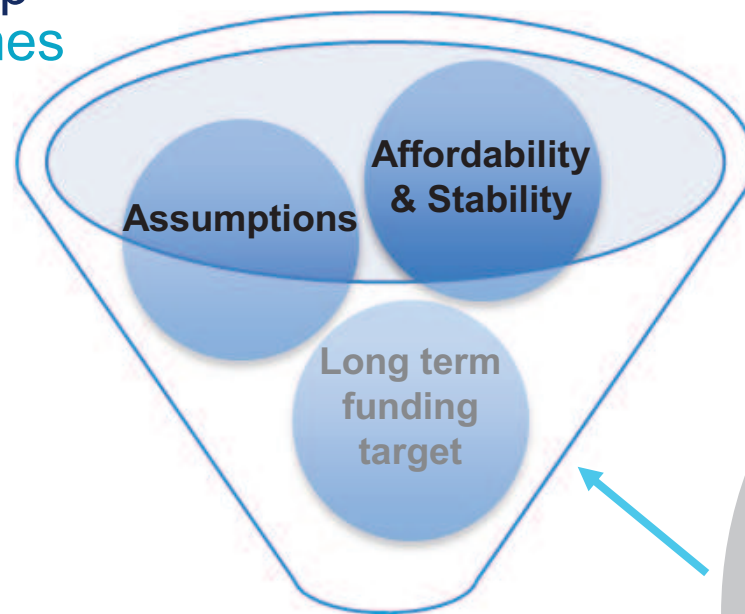 Affordability
& Stability
Assumptions
Long term
funding
target